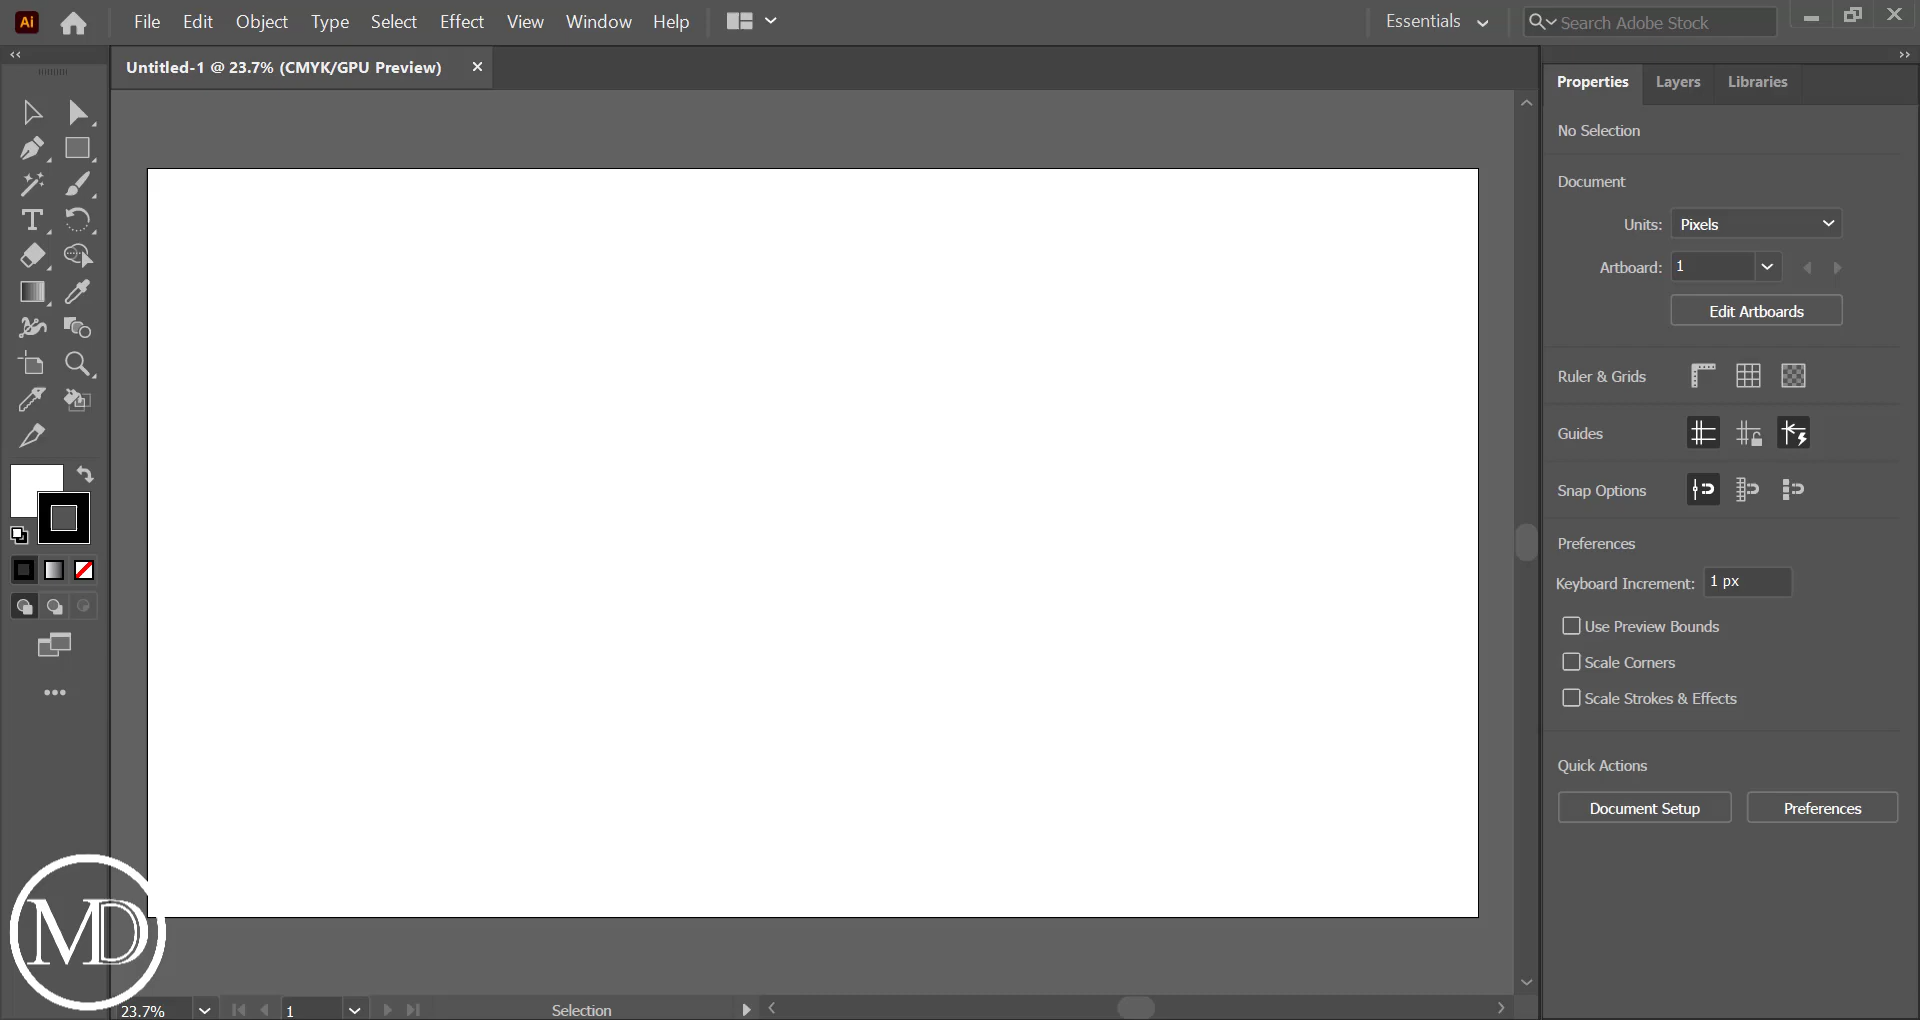 Ai File Edit Object Type Select Effect View Window Help Essentials Search Adobe Stock
Untitled-1 @ 23.7% (CMYK/GPU Preview) ×
Properties Layers Libraries
No Selection
Document
Units: Pixels
Artboard: 1
Edit Artboards
Ruler & Grids
Guides
Snap Options
Preferences
Keyboard Increment: 1 px
Use Preview Bounds
Scale Corners
Scale Strokes & Effects
Quick Actions
Document Setup Preferences
MD
23.7% 1 Selection